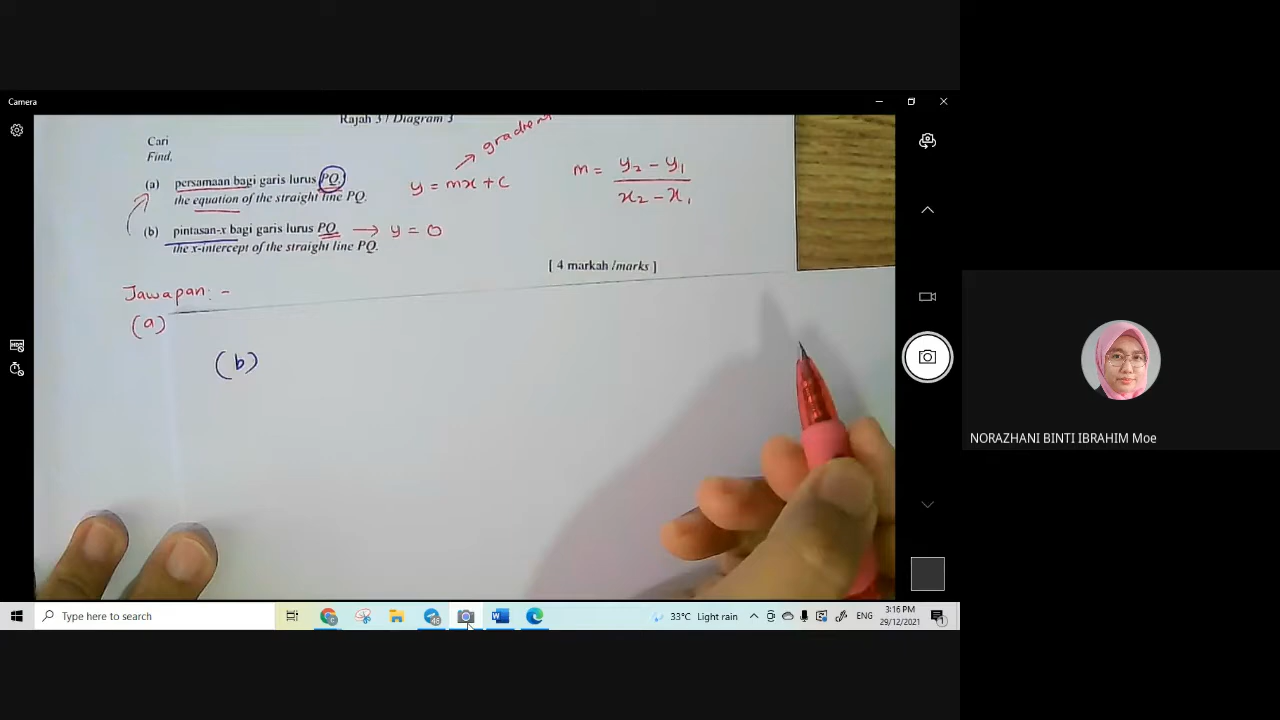 Camera
Rajah 3 / Diagram 3
Cari
Find,
gradient
(a) persamaan bagi garis lurus PQ.
the equation of the straight line PQ.
y = mx + c
m = y₂ - y₁ / x₂ - x₁
(b) pintasan-x bagi garis lurus PQ. → y = 0
the x-intercept of the straight line PQ.
[ 4 markah /marks ]
Jawapan: -
(a)
(b)
NORAZHANI BINTI IBRAHIM Moe
Type here to search
33°C Light rain
ENG
3:16 PM
29/12/2021